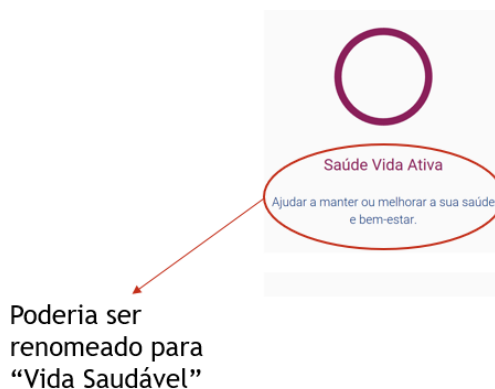 Saúde Vida Ativa
Ajudar a manter ou melhorar a sua saúde
e bem-estar.
Poderia ser
renomeado para
“Vida Saudável”